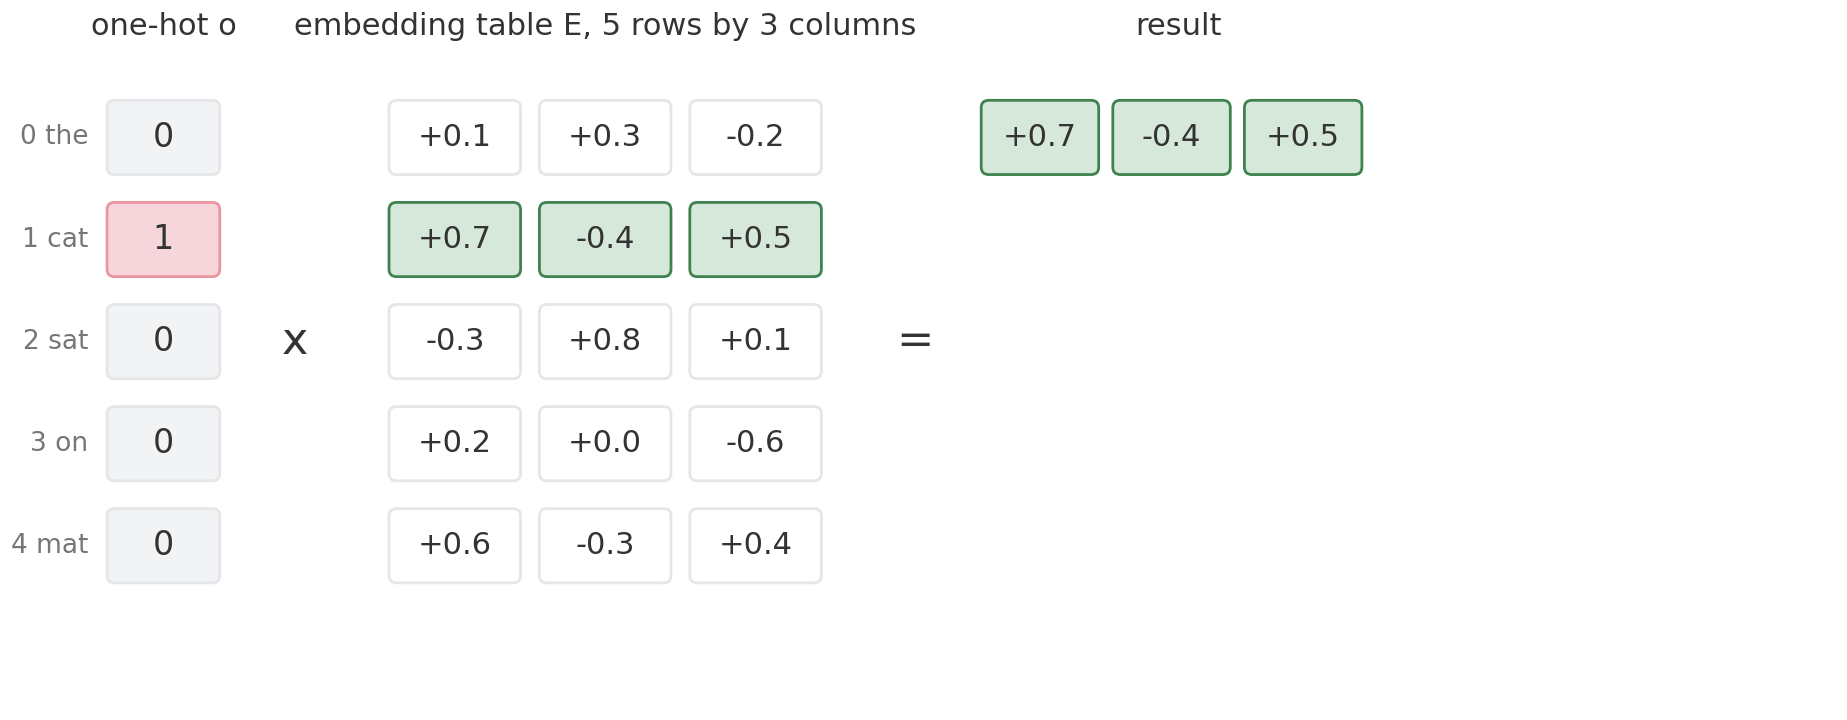 one-hot o embedding table E, 5 rows by 3 columns result
0 the 0 +0.1 +0.3 -0.2 +0.7 -0.4 +0.5
1 cat 1 +0.7 -0.4 +0.5
2 sat 0 x -0.3 +0.8 +0.1 =
3 on 0 +0.2 +0.0 -0.6
4 mat 0 +0.6 -0.3 +0.4